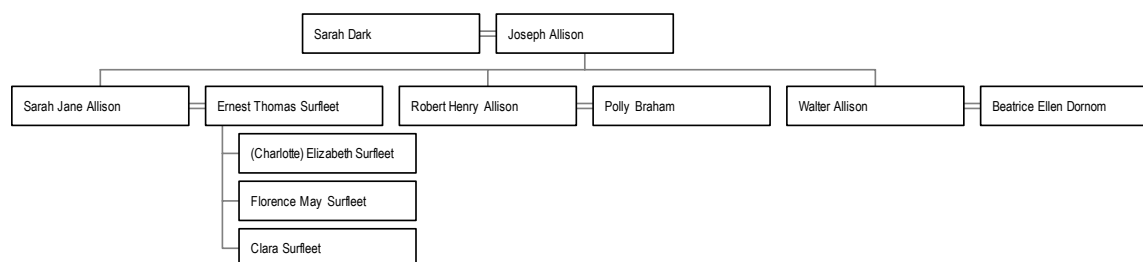 Sarah Dark
Joseph Allison
Sarah Jane Allison
Ernest Thomas Surfleet
Robert Henry Allison
Polly Braham
Walter Allison
Beatrice Ellen Dornom
(Charlotte) Elizabeth Surfleet
Florence May Surfleet
Clara Surfleet